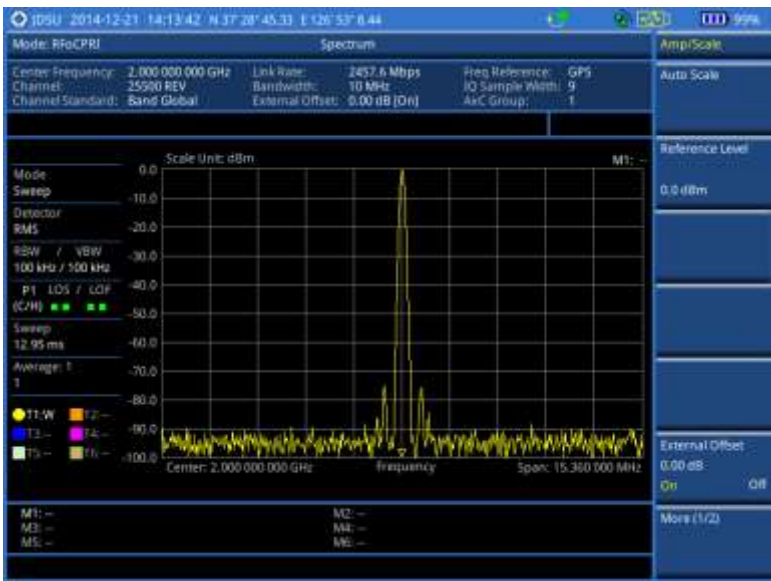 JDSU 2014-12-21 14:13:42 N 37° 28' 45.33 E 126° 53' 8.44 99%
Mode: RFoCPRI Spectrum
Center Frequency: 2.000 000 000 GHz Link Rate: 2457.6 Mbps Freq Reference: GPS
Channel: 25500 REV Bandwidth: 10 MHz IQ Sample Width: 9
Channel Standard: Band Global External Offset: 0.00 dB [On] AxC Group: 1
Scale Unit: dBm M1: --
Mode
Sweep
Detector
RMS
RBW / VBW
100 kHz / 100 kHz
P1 LOS / LOF
(C/H)
Sweep
12.95 ms
Average: 1
1
T1:W T2:--
T3:-- T4:--
T5:-- T6:--
0.0
-10.0
-20.0
-30.0
-40.0
-50.0
-60.0
-70.0
-80.0
-90.0
-100.0
Center: 2.000 000 000 GHz Frequency Span: 15.360 000 MHz
M1: -- M2: --
M3: -- M4: --
M5: -- M6: --
Amp/Scale
Auto Scale
Reference Level
0.0 dBm
External Offset
0.00 dB
On Off
More (1/2)